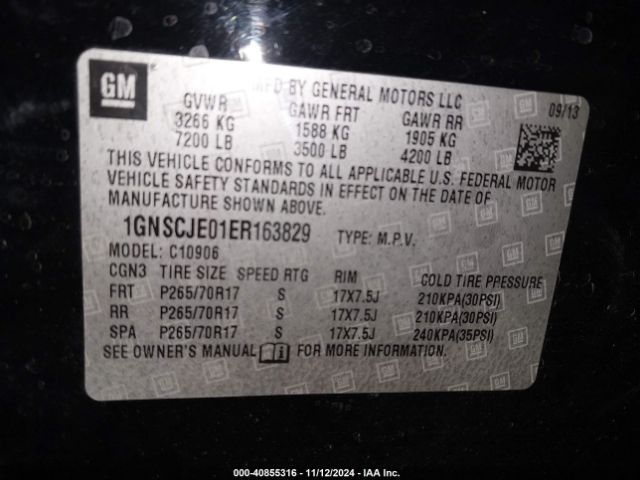 GM
MFD BY GENERAL MOTORS LLC
09/13
GVWR GAWR FRT GAWR RR
3266 KG 1588 KG 1905 KG
7200 LB 3500 LB 4200 LB
THIS VEHICLE CONFORMS TO ALL APPLICABLE U.S. FEDERAL MOTOR
VEHICLE SAFETY STANDARDS IN EFFECT ON THE DATE OF
MANUFACTURE SHOWN ABOVE.
1GNSCJE01ER163829 TYPE: M.P.V.
MODEL: C10906
CGN3 TIRE SIZE SPEED RTG RIM COLD TIRE PRESSURE
FRT P265/70R17 S 17X7.5J 210KPA(30PSI)
RR P265/70R17 S 17X7.5J 210KPA(30PSI)
SPA P265/70R17 S 17X7.5J 240KPA(35PSI)
SEE OWNER'S MANUAL FOR MORE INFORMATION.
00-40855316 - 11/12/2024 - IAA Inc.